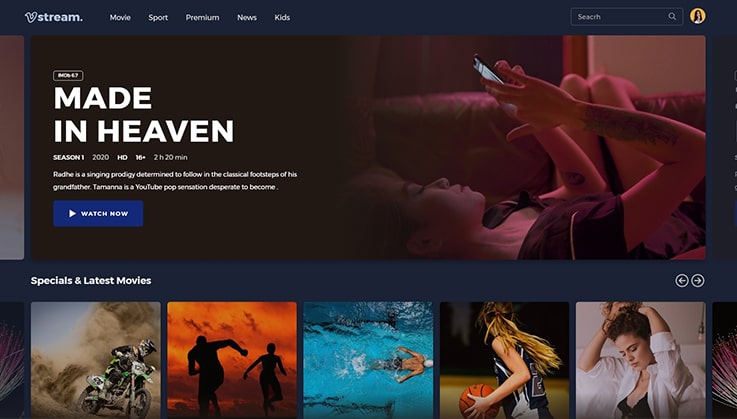 Vstream.
Movie
Sport
Premium
News
Kids
Seacrh
IMDb 6.7
MADE
IN HEAVEN
SEASON 1 2020 HD 16+ 2 h 20 min
Radhe is a singing prodigy determined to follow in the classical footsteps of his
grandfather. Tamanna is a YouTube pop sensation desperate to become .
WATCH NOW
Specials & Latest Movies